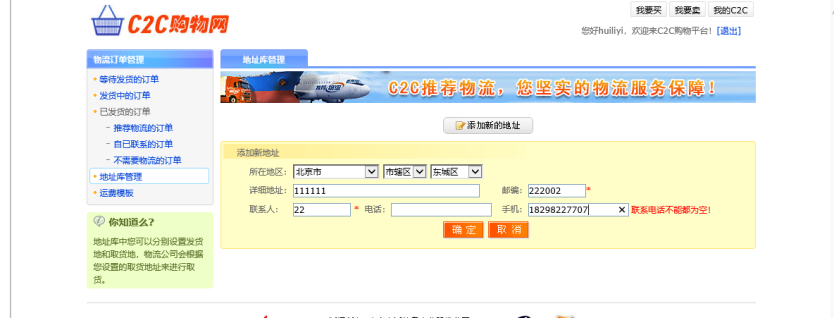 我要买 我要卖 我的C2C
C2C购物网
您好huiliyi, 欢迎来C2C购物平台! [退出]
物流订单管理
等待发货的订单
发货中的订单
已发货的订单
- 推荐物流的订单
- 自已联系的订单
- 不需要物流的订单
地址库管理
运费模板
你知道么?
地址库中您可以分别设置发货
地和取货地, 物流公司会根据
您设置的取货地址来进行取
货。
地址库管理
C2C推荐物流, 您坚实的物流服务保障!
添加新的地址
添加新地址
所在地区: 北京市 市辖区 东城区
详细地址: 111111 邮编: 222002 *
联系人: 22 * 电话: 手机: 18298227707 × 联系电话不能都为空!
确 定 取 消